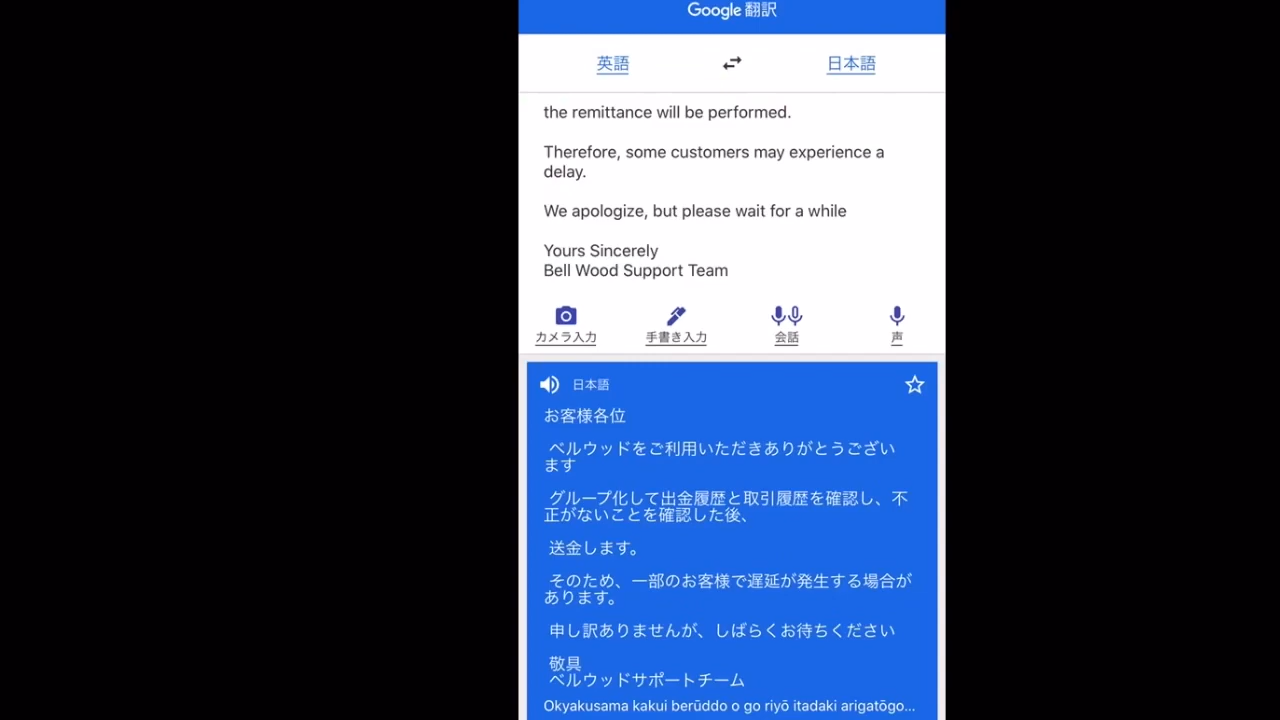 Google 翻訳
英語
日本語
the remittance will be performed.
Therefore, some customers may experience a
delay.
We apologize, but please wait for a while
Yours Sincerely
Bell Wood Support Team
カメラ入力
手書き入力
会話
声
日本語
お客様各位
ベルウッドをご利用いただきありがとうござい
ます
グループ化して出金履歴と取引履歴を確認し、不
正がないことを確認した後、
送金します。
そのため、一部のお客様で遅延が発生する場合が
あります。
申し訳ありませんが、しばらくお待ちください
敬具
ベルウッドサポートチーム
Okyakusama kakui berūddo o go riyō itadaki arigatōgo...